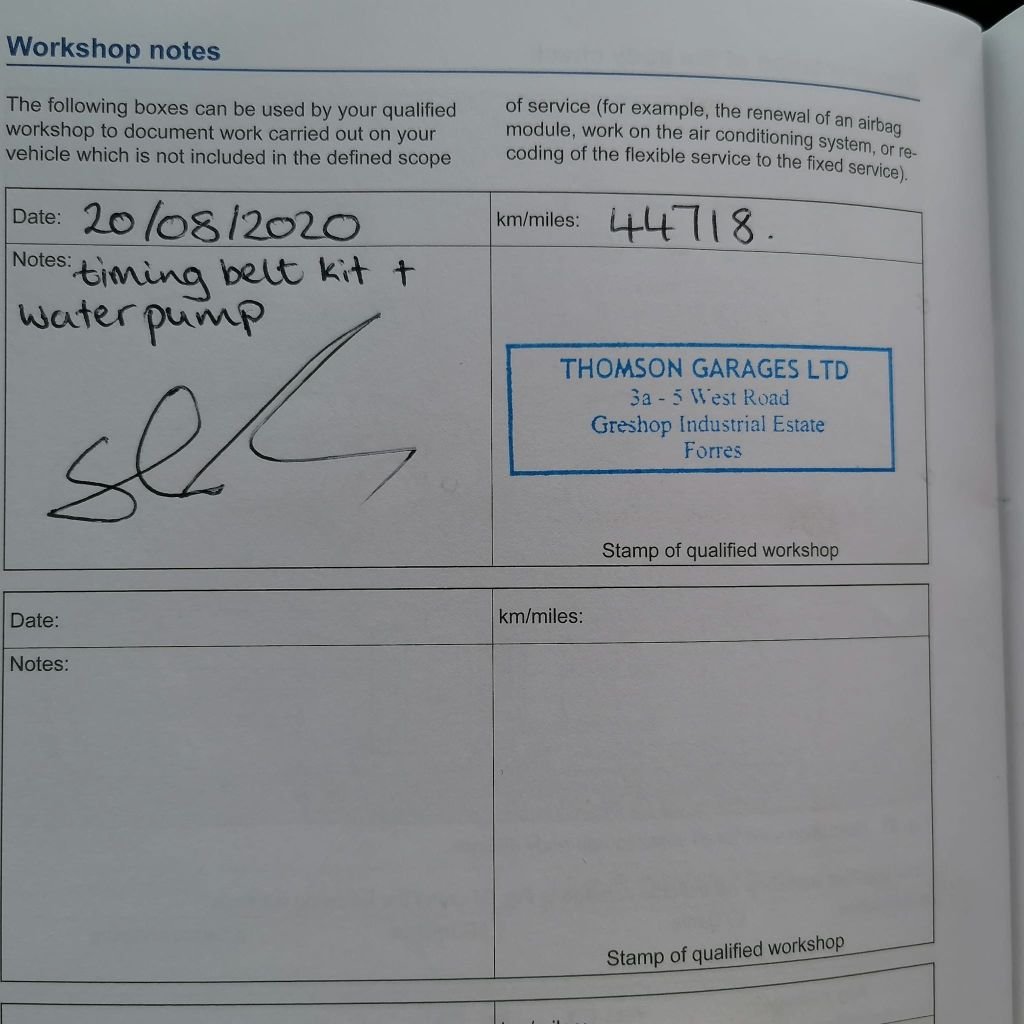 Workshop notes
The following boxes can be used by your qualified
workshop to document work carried out on your
vehicle which is not included in the defined scope
of service (for example, the renewal of an airbag
module, work on the air conditioning system, or re-
coding of the flexible service to the fixed service).
Date: 20/08/2020
km/miles: 44718.
Notes: timing belt kit +
water pump
THOMSON GARAGES LTD
3a - 5 West Road
Greshop Industrial Estate
Forres
Stamp of qualified workshop
Date:
km/miles:
Notes:
Stamp of qualified workshop